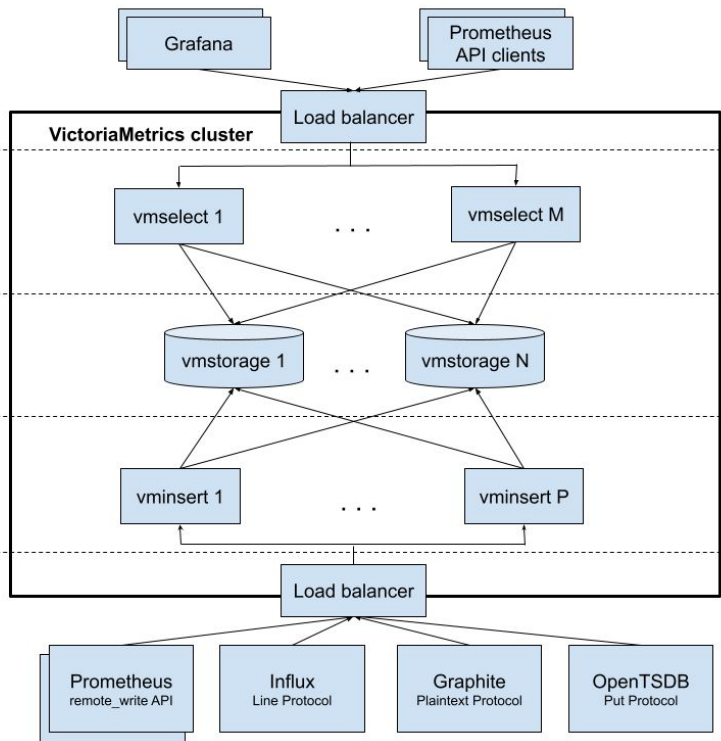 Grafana
Prometheus
API clients
Load balancer
VictoriaMetrics cluster
vmselect 1
. . .
vmselect M
vmstorage 1
. . .
vmstorage N
vminsert 1
. . .
vminsert P
Load balancer
Prometheus
remote_write API
Influx
Line Protocol
Graphite
Plaintext Protocol
OpenTSDB
Put Protocol